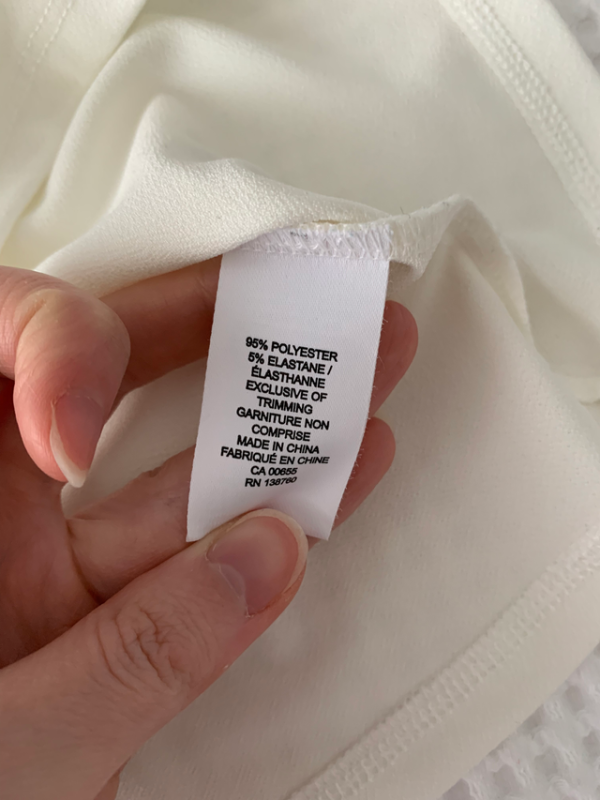 95% POLYESTER
5% ELASTANE /
ÉLASTHANNE
EXCLUSIVE OF
TRIMMING
GARNITURE NON
COMPRISE
MADE IN CHINA
FABRIQUÉ EN CHINE
CA 00655
RN 138760